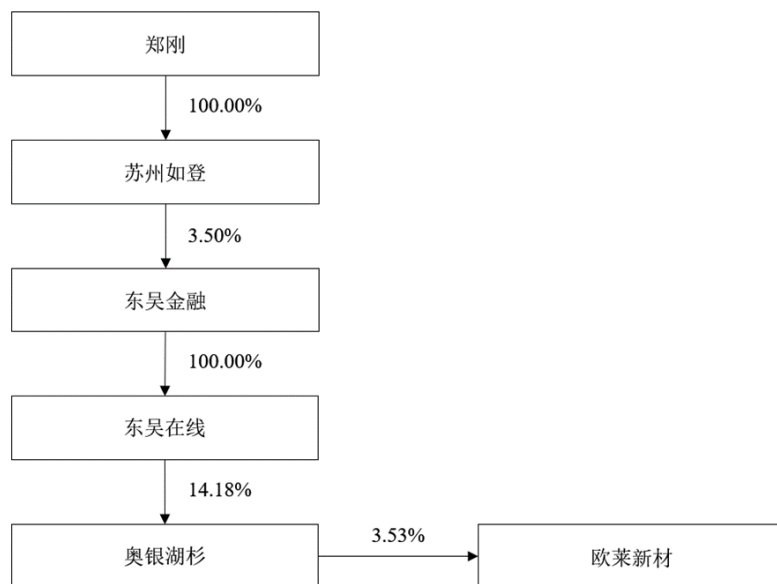 郑刚
100.00%
苏州如登
3.50%
东吴金融
100.00%
东吴在线
14.18%
奥银湖杉
3.53%
欧莱新材